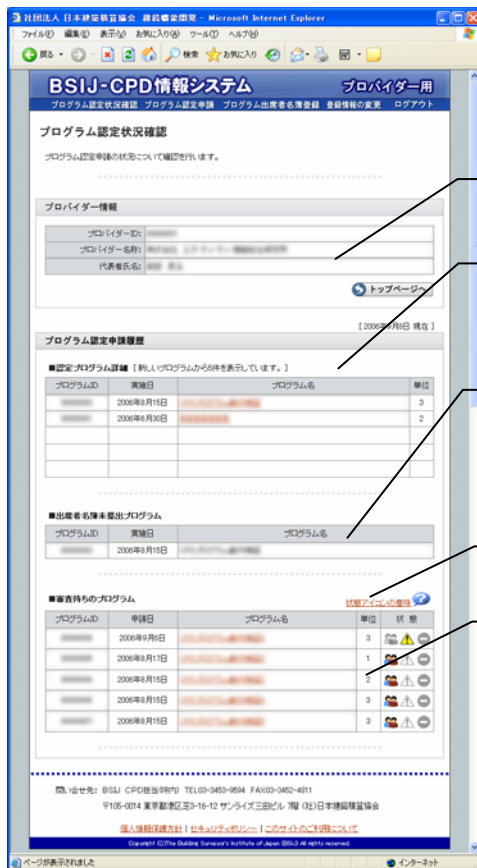 社団法人 日本建築積算協会 継続能力開発 - Microsoft Internet Explorer
ファイル(F) 編集(E) 表示(V) お気に入り(A) ツール(T) ヘルプ(H)
戻る 検索 お気に入り
BSIJ-CPD情報システム プロバイダー用
プログラム認定状況確認 プログラム認定申請 プログラム出席者名簿登録 登録情報の変更 ログアウト
プログラム認定状況確認
プログラム認定申請の状況について確認を行います。
プロバイダー情報
プロバイダーID:
プロバイダー名称:
代表者氏名:
トップページへ
[ 2006年9月8日 現在 ]
プログラム認定申請履歴
■認定プログラム詳細 [ 新しいプログラムから5件を表示しています。 ]
プログラムID 実施日 プログラム名 単位
2006年8月15日 3
2006年6月30日 2
■出席者名簿未提出プログラム
プログラムID 実施日 プログラム名
2006年8月15日
■審査待ちのプログラム 状態アイコンの意味 ?
プログラムID 申請日 プログラム名 単位 状態
2006年9月6日 3
2006年8月17日 1
2006年8月15日 2
2006年8月15日 3
2006年8月15日 3
問い合せ先: BSIJ CPD担当(中内) TEL03-3453-9594 FAX03-3452-4811
〒105-0014 東京都港区芝3-16-12 サンライズ三田ビル 7階 (社)日本建築積算協会
個人情報保護方針 | セキュリティポリシー | このサイトのご利用について
Copyright (C)The Building Surveyor's Institute of Japan (BSIJ) All rights reserved.
ページが表示されました インターネット